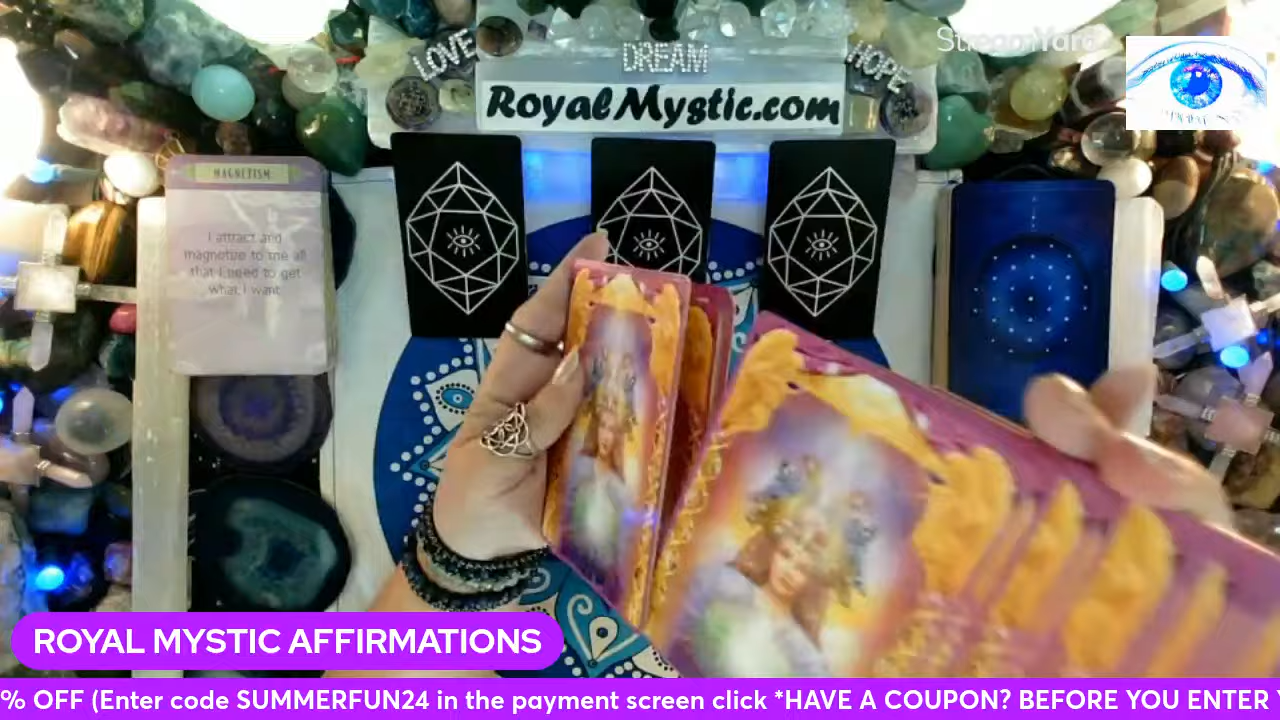 LOVE
DREAM
HOPE
StreamYard
RoyalMystic.com
MAGNETISM
I attract and
magnetize to me all
that I need to get
what I want
ROYAL MYSTIC AFFIRMATIONS
% OFF (Enter code SUMMERFUN24 in the payment screen click *HAVE A COUPON? BEFORE YOU ENTER